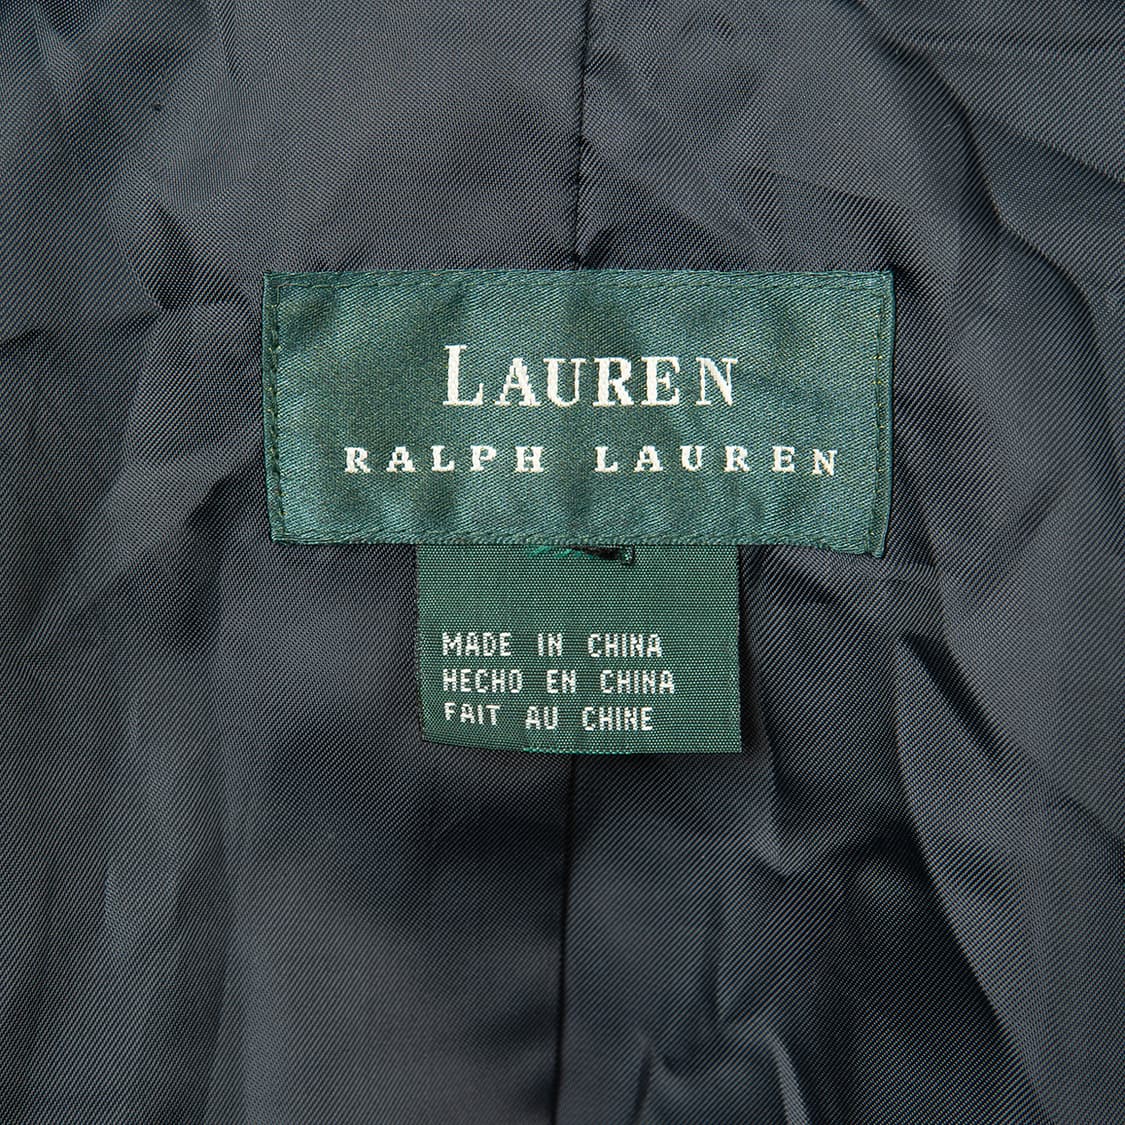 LAUREN
RALPH LAUREN
MADE IN CHINA
HECHO EN CHINA
FAIT AU CHINE